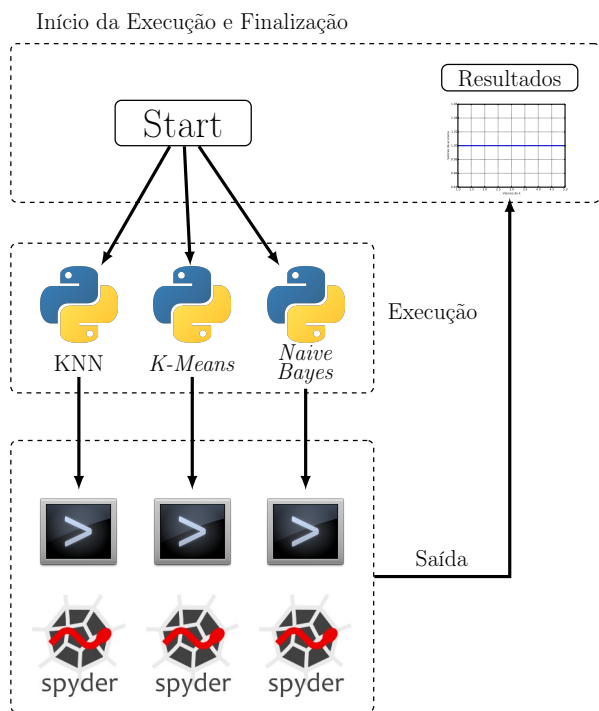 Início da Execução e Finalização
Resultados
Start
Execução
KNN
K-Means
Naive
Bayes
>
>
>
Saída
spyder
spyder
spyder